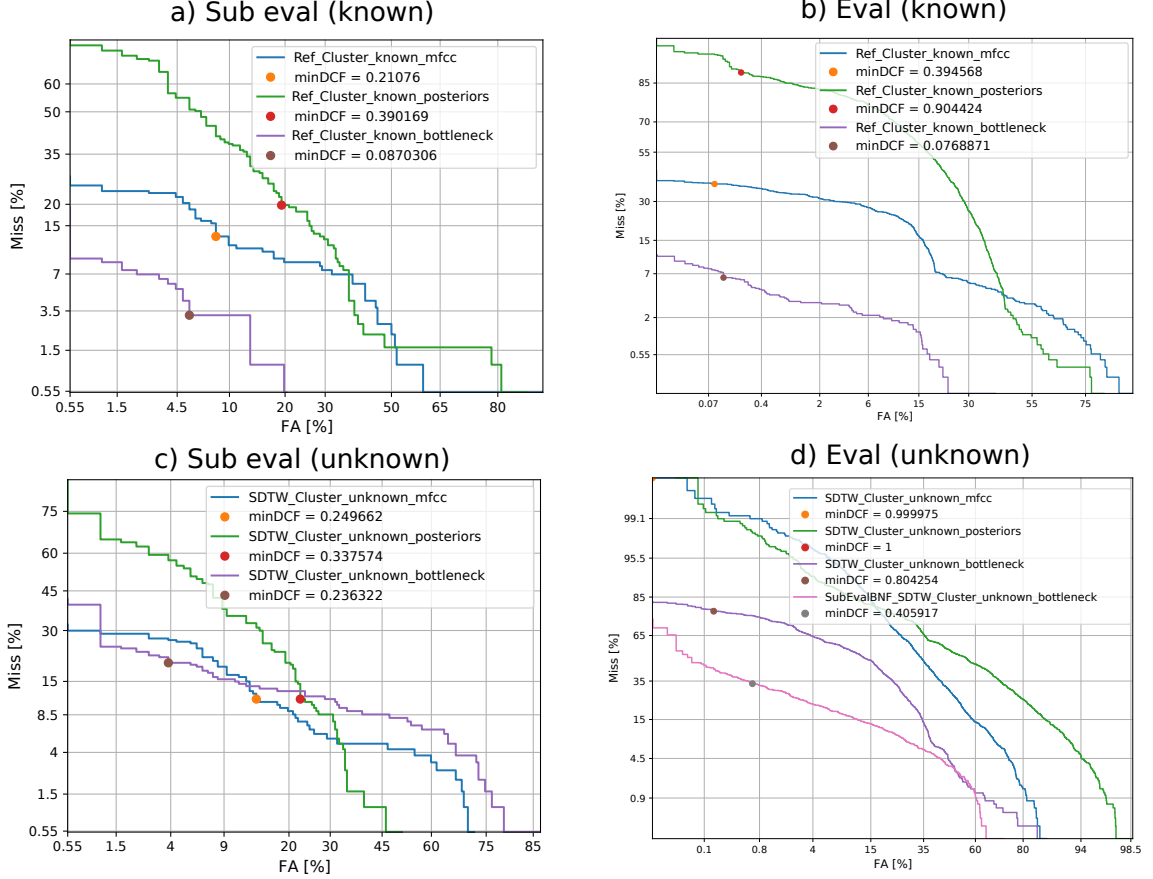 a) Sub eval (known)
Ref_Cluster_known_mfcc
minDCF = 0.21076
Ref_Cluster_known_posteriors
minDCF = 0.390169
Ref_Cluster_known_bottleneck
minDCF = 0.0870306
Miss [%]
60
50
35
20
15
7
3.5
1.5
0.55
0.55 1.5 4.5 10 20 30 50 65 80
FA [%]
b) Eval (known)
Ref_Cluster_known_mfcc
minDCF = 0.394568
Ref_Cluster_known_posteriors
minDCF = 0.904424
Ref_Cluster_known_bottleneck
minDCF = 0.0768871
Miss [%]
85
70
55
30
15
7
2
0.55
0.07 0.4 2 6 15 30 55 75
FA [%]
c) Sub eval (unknown)
SDTW_Cluster_unknown_mfcc
minDCF = 0.249662
SDTW_Cluster_unknown_posteriors
minDCF = 0.337574
SDTW_Cluster_unknown_bottleneck
minDCF = 0.236322
Miss [%]
75
60
45
30
15
8.5
4
1.5
0.55
0.55 1.5 4 9 20 30 45 60 75 85
FA [%]
d) Eval (unknown)
SDTW_Cluster_unknown_mfcc
minDCF = 0.999975
SDTW_Cluster_unknown_posteriors
minDCF = 1
SDTW_Cluster_unknown_bottleneck
minDCF = 0.804254
SubEvalBNF_SDTW_Cluster_unknown_bottleneck
minDCF = 0.405917
Miss [%]
99.1
95.5
85
65
35
15
4.5
0.9
0.1 0.8 4 15 35 60 80 94 98.5
FA [%]